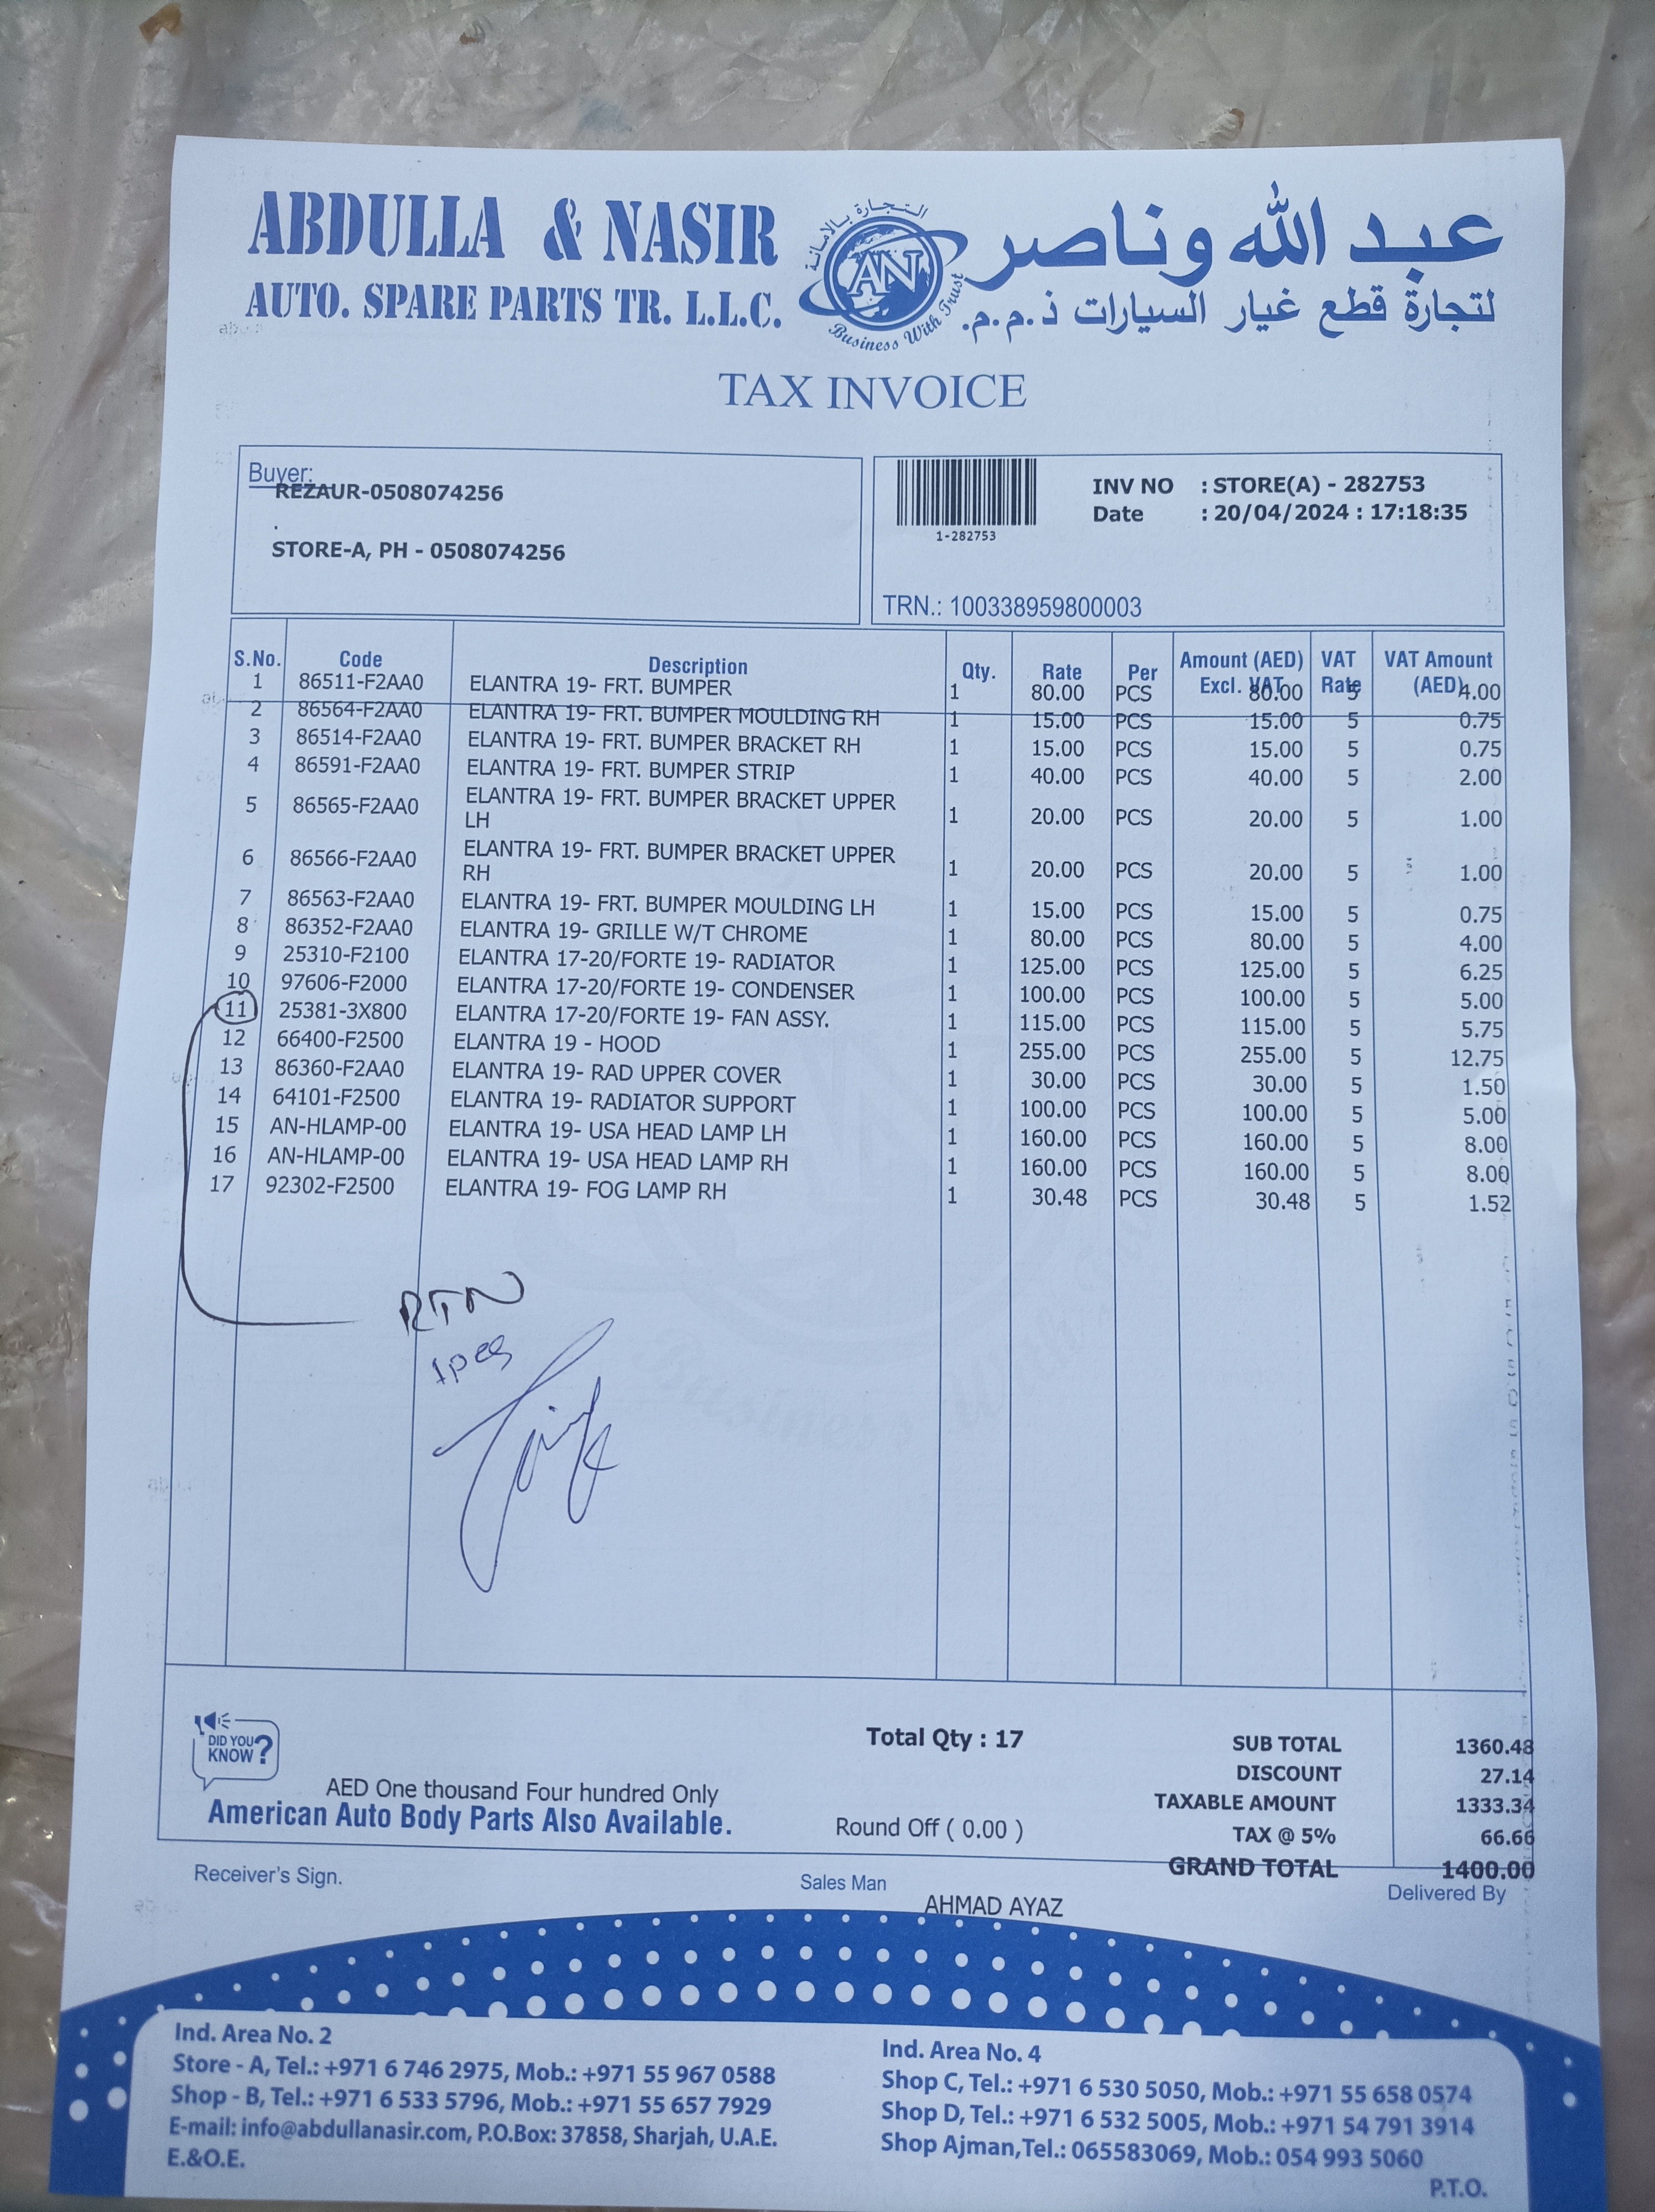 ABDULLA & NASIR
AUTO. SPARE PARTS TR. L.L.C.
التجارة بالامانة
AN
Business With Trust
عبد الله وناصر
لتجارة قطع غيار السيارات ذ.م.م.
TAX INVOICE
Buyer:
REZAUR-0508074256
.
STORE-A, PH - 0508074256
1-282753
INV NO : STORE(A) - 282753
Date : 20/04/2024 : 17:18:35
TRN.: 100338959800003
S.No. Code Description Qty. Rate Per Amount (AED) Excl. VAT VAT Rate VAT Amount (AED)
1 86511-F2AA0 ELANTRA 19- FRT. BUMPER 1 80.00 PCS 80.00 5 4.00
2 86564-F2AA0 ELANTRA 19- FRT. BUMPER MOULDING RH 1 15.00 PCS 15.00 5 0.75
3 86514-F2AA0 ELANTRA 19- FRT. BUMPER BRACKET RH 1 15.00 PCS 15.00 5 0.75
4 86591-F2AA0 ELANTRA 19- FRT. BUMPER STRIP 1 40.00 PCS 40.00 5 2.00
5 86565-F2AA0 ELANTRA 19- FRT. BUMPER BRACKET UPPER LH 1 20.00 PCS 20.00 5 1.00
6 86566-F2AA0 ELANTRA 19- FRT. BUMPER BRACKET UPPER RH 1 20.00 PCS 20.00 5 1.00
7 86563-F2AA0 ELANTRA 19- FRT. BUMPER MOULDING LH 1 15.00 PCS 15.00 5 0.75
8 86352-F2AA0 ELANTRA 19- GRILLE W/T CHROME 1 80.00 PCS 80.00 5 4.00
9 25310-F2100 ELANTRA 17-20/FORTE 19- RADIATOR 1 125.00 PCS 125.00 5 6.25
10 97606-F2000 ELANTRA 17-20/FORTE 19- CONDENSER 1 100.00 PCS 100.00 5 5.00
11 25381-3X800 ELANTRA 17-20/FORTE 19- FAN ASSY. 1 115.00 PCS 115.00 5 5.75
12 66400-F2500 ELANTRA 19 - HOOD 1 255.00 PCS 255.00 5 12.75
13 86360-F2AA0 ELANTRA 19- RAD UPPER COVER 1 30.00 PCS 30.00 5 1.50
14 64101-F2500 ELANTRA 19- RADIATOR SUPPORT 1 100.00 PCS 100.00 5 5.00
15 AN-HLAMP-00 ELANTRA 19- USA HEAD LAMP LH 1 160.00 PCS 160.00 5 8.00
16 AN-HLAMP-00 ELANTRA 19- USA HEAD LAMP RH 1 160.00 PCS 160.00 5 8.00
17 92302-F2500 ELANTRA 19- FOG LAMP RH 1 30.48 PCS 30.48 5 1.52
RTN
1pcs
DID YOU KNOW?
Total Qty : 17
SUB TOTAL 1360.48
DISCOUNT 27.14
AED One thousand Four hundred Only
TAXABLE AMOUNT 1333.34
American Auto Body Parts Also Available.
Round Off ( 0.00 )
TAX @ 5% 66.66
GRAND TOTAL 1400.00
Receiver's Sign.
Sales Man
AHMAD AYAZ
Delivered By
Ind. Area No. 2
Store - A, Tel.: +971 6 746 2975, Mob.: +971 55 967 0588
Shop - B, Tel.: +971 6 533 5796, Mob.: +971 55 657 7929
E-mail: info@abdullanasir.com, P.O.Box: 37858, Sharjah, U.A.E.
E.&O.E.
Ind. Area No. 4
Shop C, Tel.: +971 6 530 5050, Mob.: +971 55 658 0574
Shop D, Tel.: +971 6 532 5005, Mob.: +971 54 791 3914
Shop Ajman,Tel.: 065583069, Mob.: 054 993 5060
P.T.O.